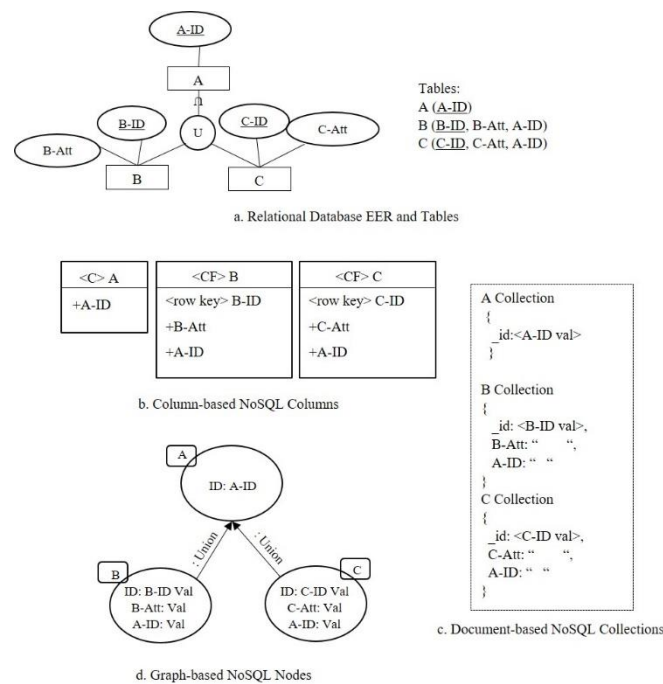 A-ID
A
∩
U
B-ID
B-Att
B
C-ID
C-Att
C
Tables:
A (A-ID)
B (B-ID, B-Att, A-ID)
C (C-ID, C-Att, A-ID)
a. Relational Database EER and Tables
<C> A
+A-ID
<CF> B
<row key> B-ID
+B-Att
+A-ID
<CF> C
<row key> C-ID
+C-Att
+A-ID
b. Column-based NoSQL Columns
A Collection
{
_id:<A-ID val>
}
B Collection
{
_id: <B-ID val>,
B-Att: “ “,
A-ID: “ “
}
C Collection
{
_id: <C-ID val>,
C-Att: “ “,
A-ID: “ “
}
c. Document-based NoSQL Collections
A
ID: A-ID
: Union
: Union
B
ID: B-ID Val
B-Att: Val
A-ID: Val
C
ID: C-ID Val
C-Att: Val
A-ID: Val
d. Graph-based NoSQL Nodes